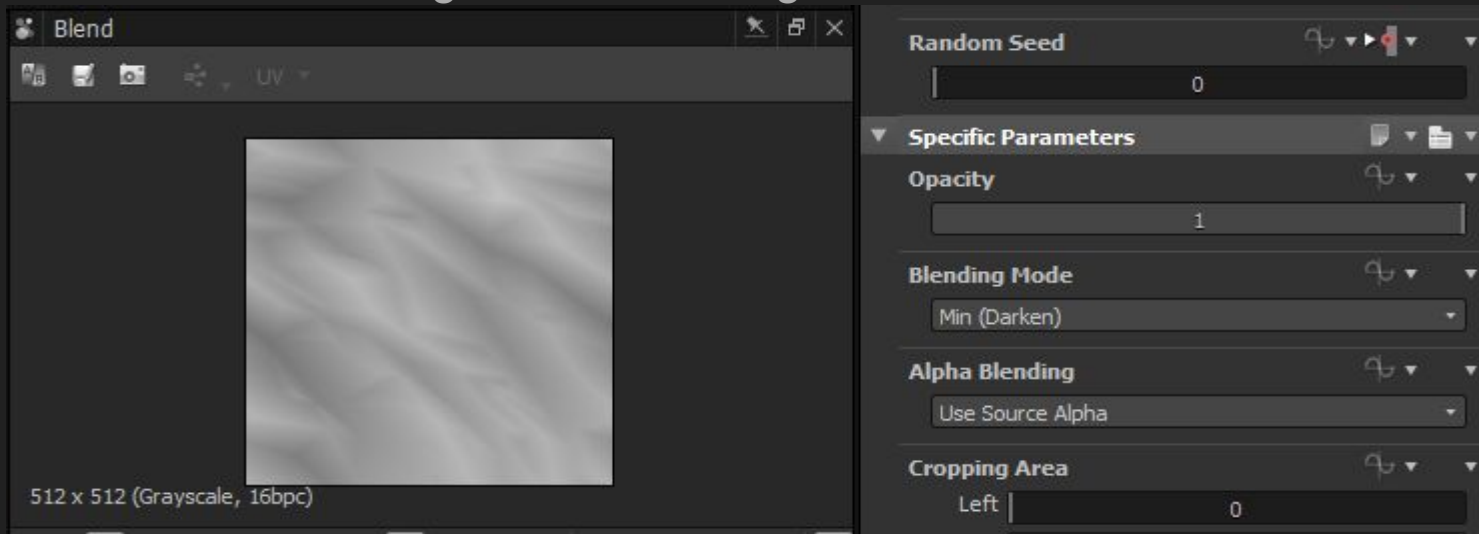 Blend
UV
512 x 512 (Grayscale, 16bpc)
Random Seed
0
Specific Parameters
Opacity
1
Blending Mode
Min (Darken)
Alpha Blending
Use Source Alpha
Cropping Area
Left 0